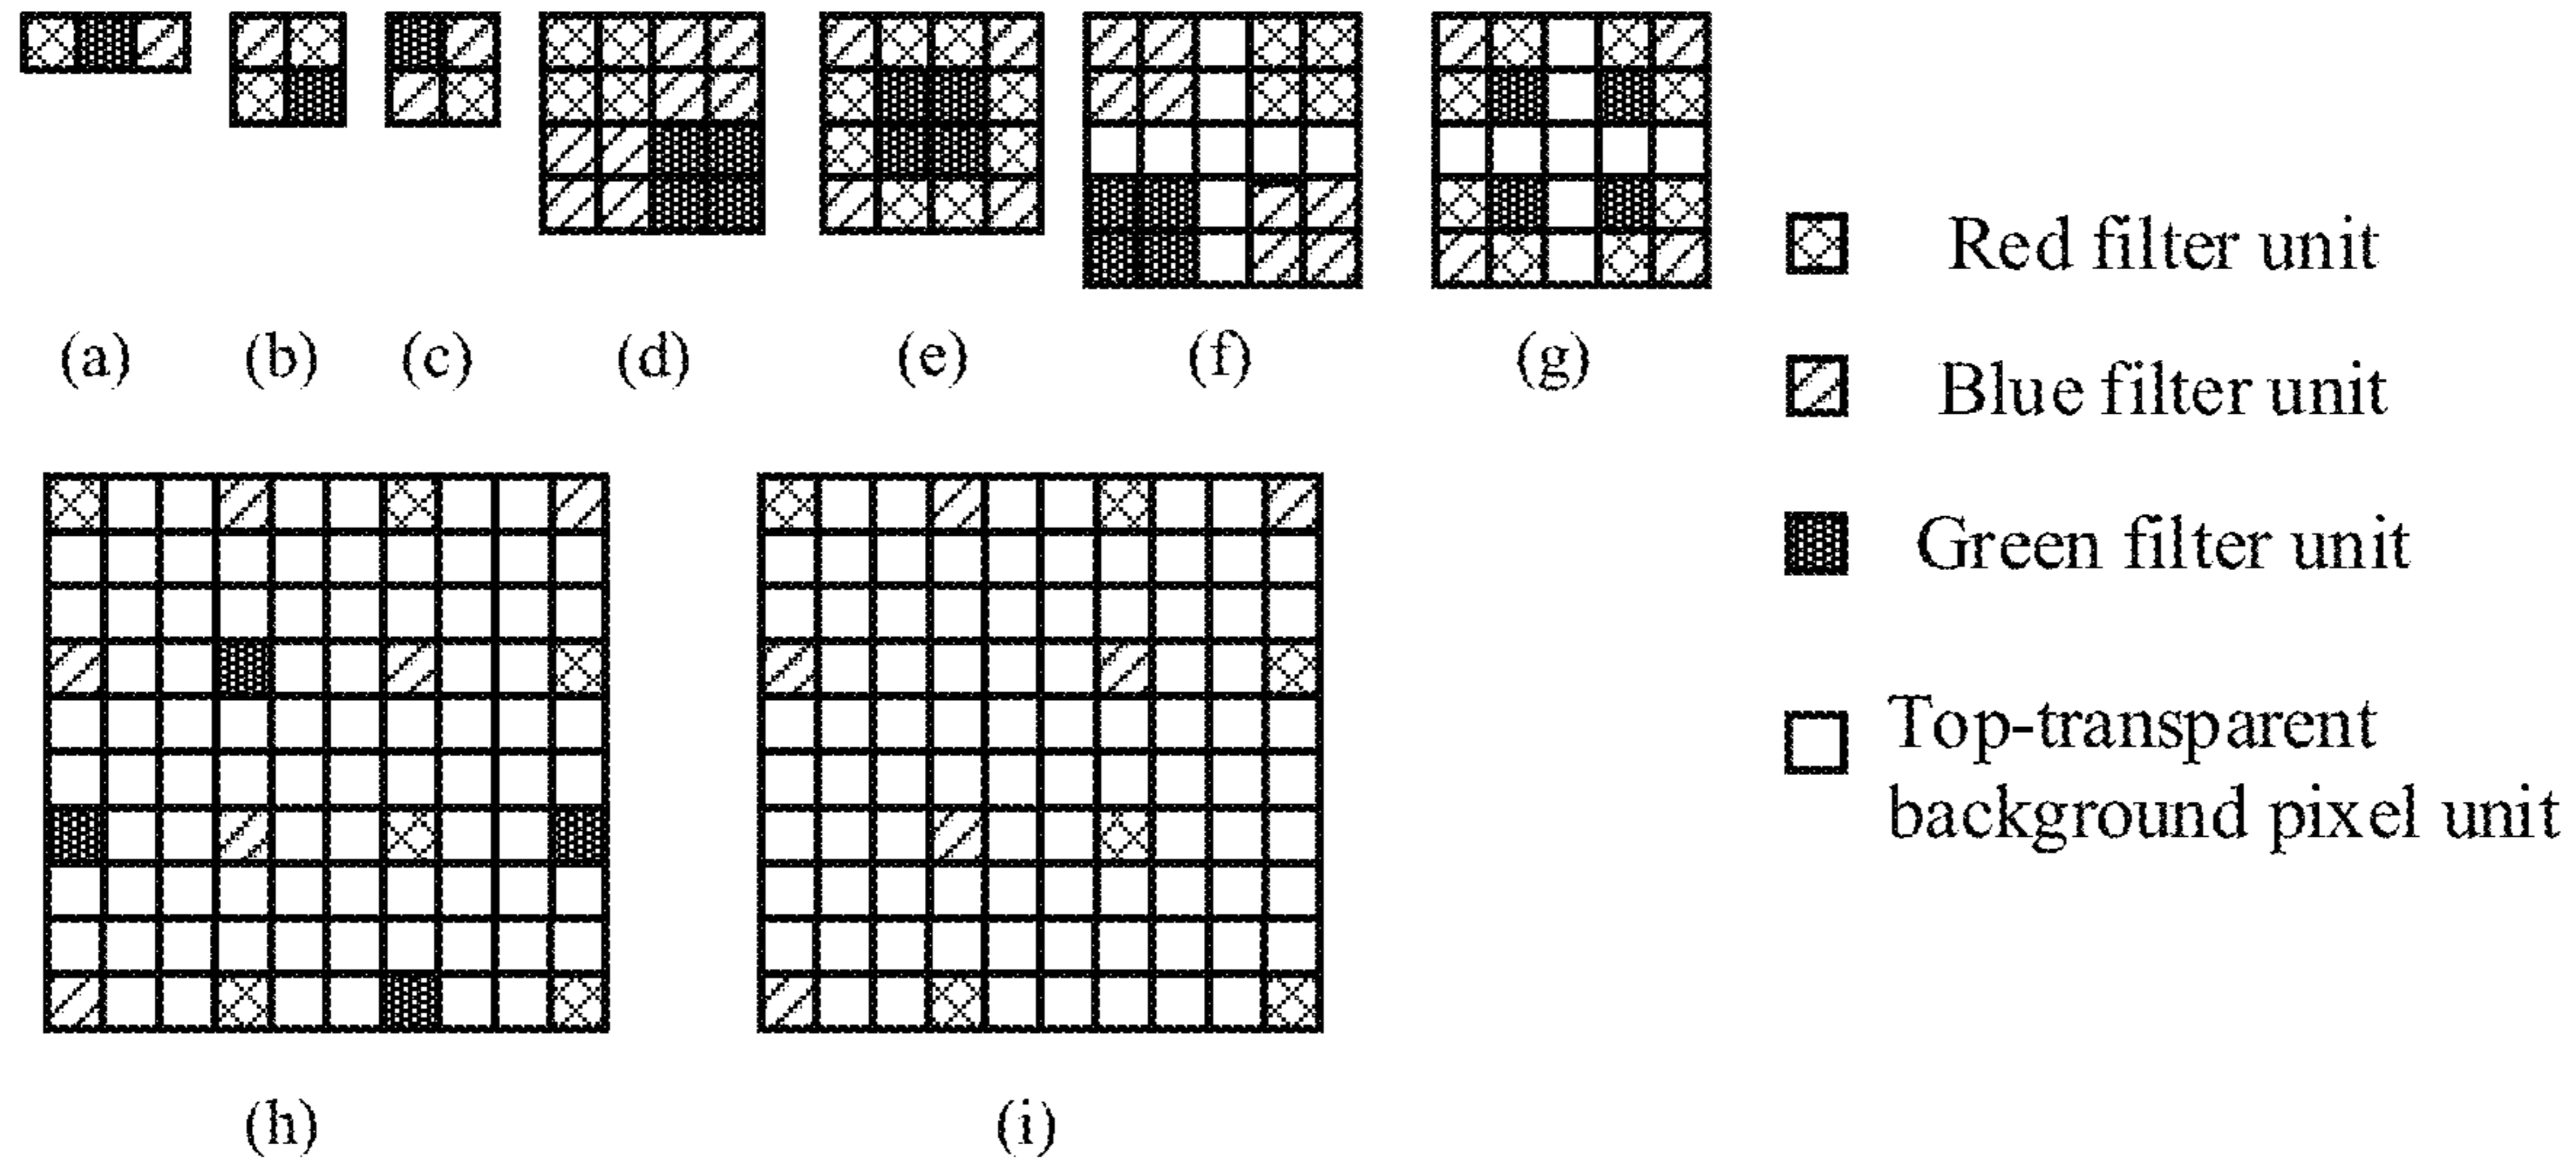 (a) (b) (c) (d) (e) (f) (g)
Red filter unit
Blue filter unit
Green filter unit
Top-transparent
background pixel unit
(h) (i)